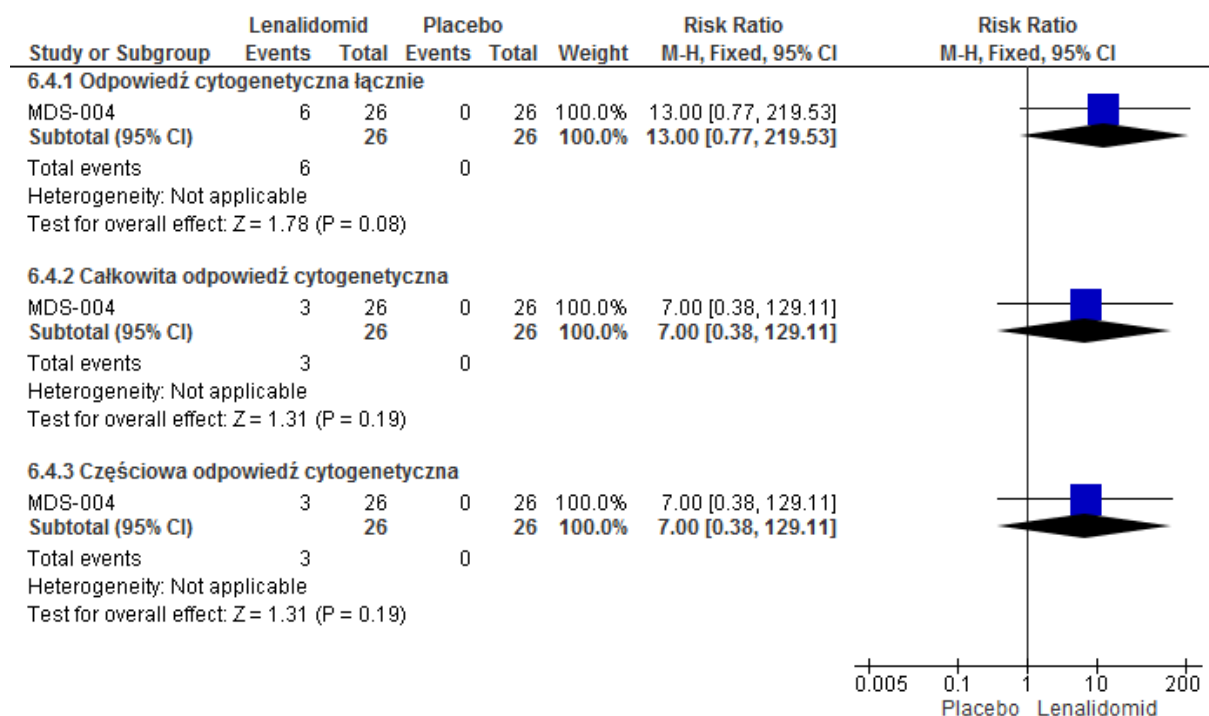 Lenalidomid Placebo Risk Ratio Risk Ratio
Study or Subgroup Events Total Events Total Weight M-H, Fixed, 95% CI M-H, Fixed, 95% CI
6.4.1 Odpowiedź cytogenetyczna łącznie
MDS-004 6 26 0 26 100.0% 13.00 [0.77, 219.53]
Subtotal (95% CI) 26 26 100.0% 13.00 [0.77, 219.53]
Total events 6 0
Heterogeneity: Not applicable
Test for overall effect: Z = 1.78 (P = 0.08)
6.4.2 Całkowita odpowiedź cytogenetyczna
MDS-004 3 26 0 26 100.0% 7.00 [0.38, 129.11]
Subtotal (95% CI) 26 26 100.0% 7.00 [0.38, 129.11]
Total events 3 0
Heterogeneity: Not applicable
Test for overall effect: Z = 1.31 (P = 0.19)
6.4.3 Częściowa odpowiedź cytogenetyczna
MDS-004 3 26 0 26 100.0% 7.00 [0.38, 129.11]
Subtotal (95% CI) 26 26 100.0% 7.00 [0.38, 129.11]
Total events 3 0
Heterogeneity: Not applicable
Test for overall effect: Z = 1.31 (P = 0.19)
0.005 0.1 1 10 200
Placebo Lenalidomid